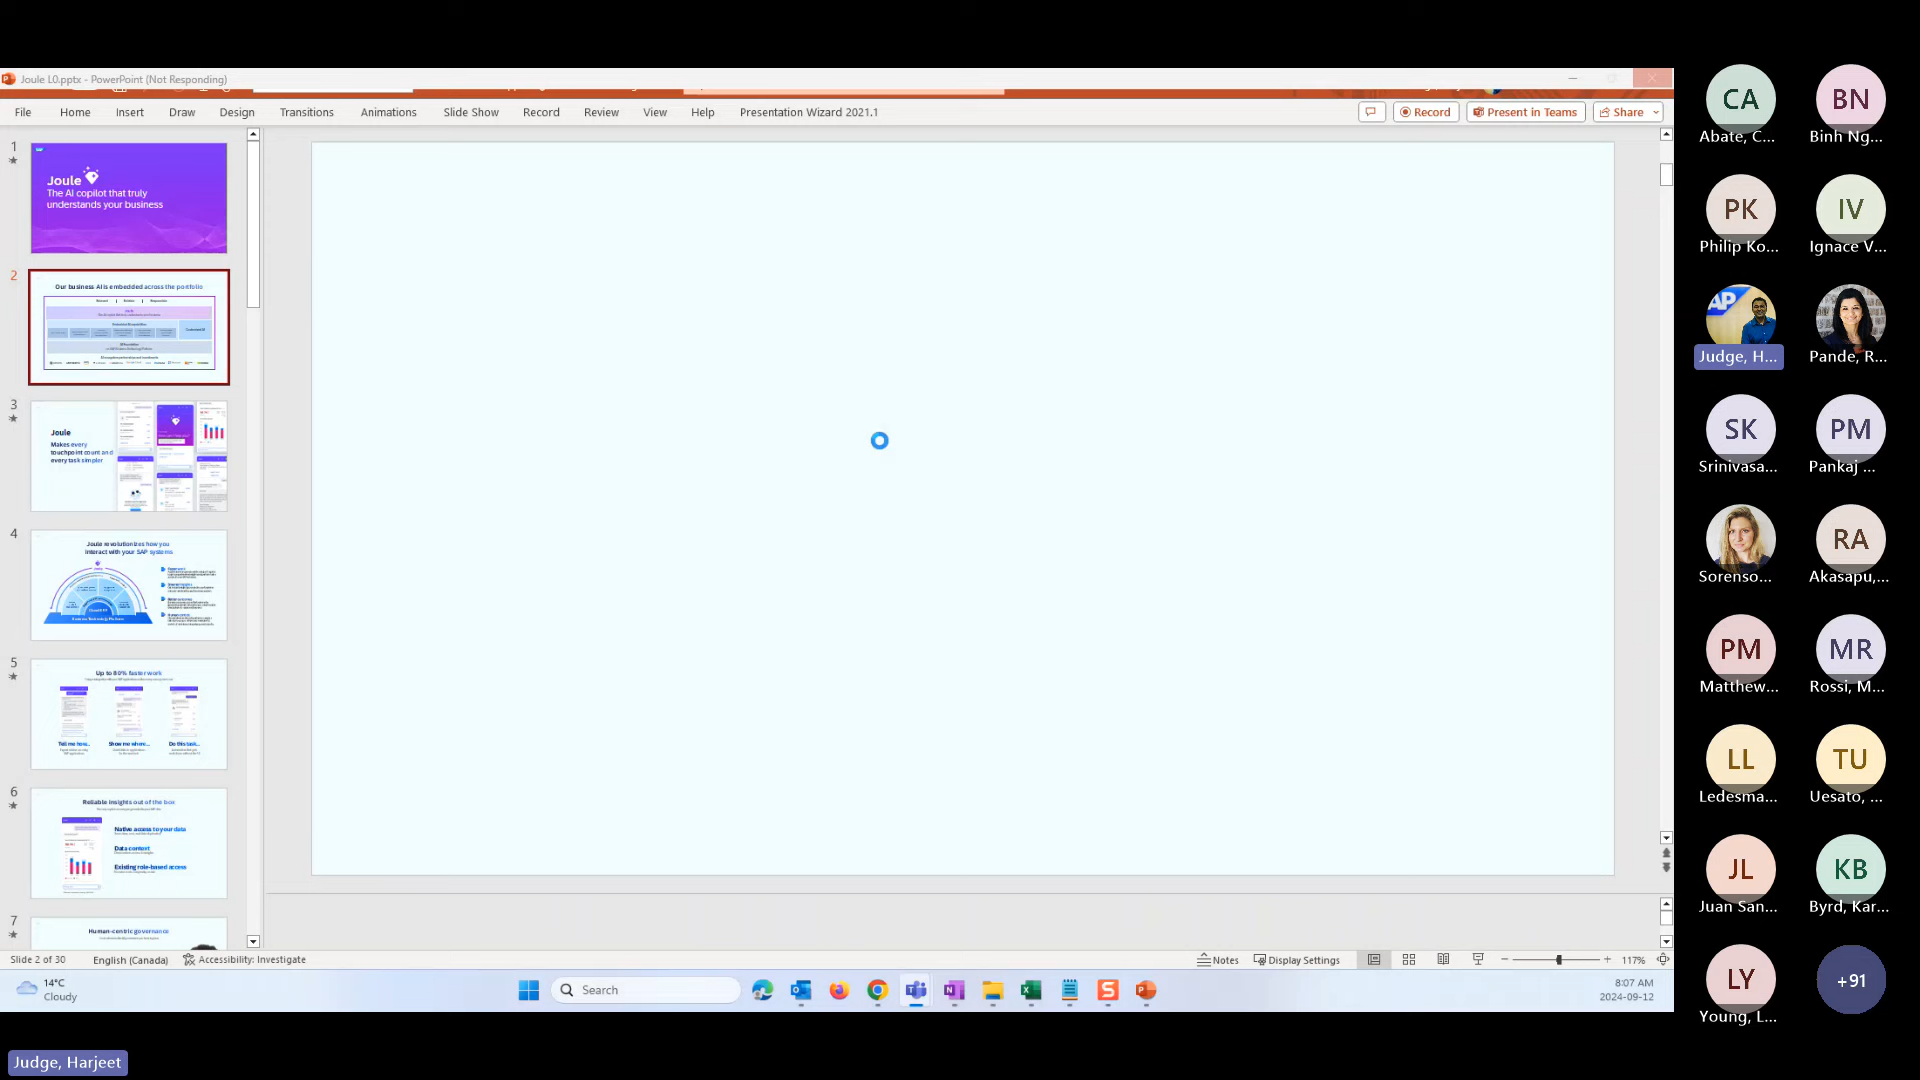 Joule L0.pptx - PowerPoint (Not Responding)
File Home Insert Draw Design Transitions Animations Slide Show Record Review View Help Presentation Wizard 2021.1
Record Present in Teams Share
1
Joule
The AI copilot that truly
understands your business
2
Our business AI is embedded across the portfolio
3
Joule
Makes every
touchpoint count and
every task simpler
4
Joule revolutionizes how you
interact with your SAP systems
5
Up to 80% faster work
Tell me how... Show me where... Do this task...
6
Reliable insights out of the box
Native access to your data
Data context
Existing role-based access
7
Human-centric governance
Slide 2 of 30 English (Canada) Accessibility: Investigate
Notes Display Settings 117%
14°C
Cloudy
Search
8:07 AM
2024-09-12
CA
Abate, C...
BN
Binh Ng...
PK
Philip Ko...
IV
Ignace V...
AP
Judge, H...
Pande, R...
SK
Srinivasa...
PM
Pankaj ...
Sorenso...
RA
Akasapu,...
PM
Matthew...
MR
Rossi, M...
LL
Ledesma...
TU
Uesato, ...
JL
Juan San...
KB
Byrd, Kar...
LY
Young, L...
+91
Judge, Harjeet